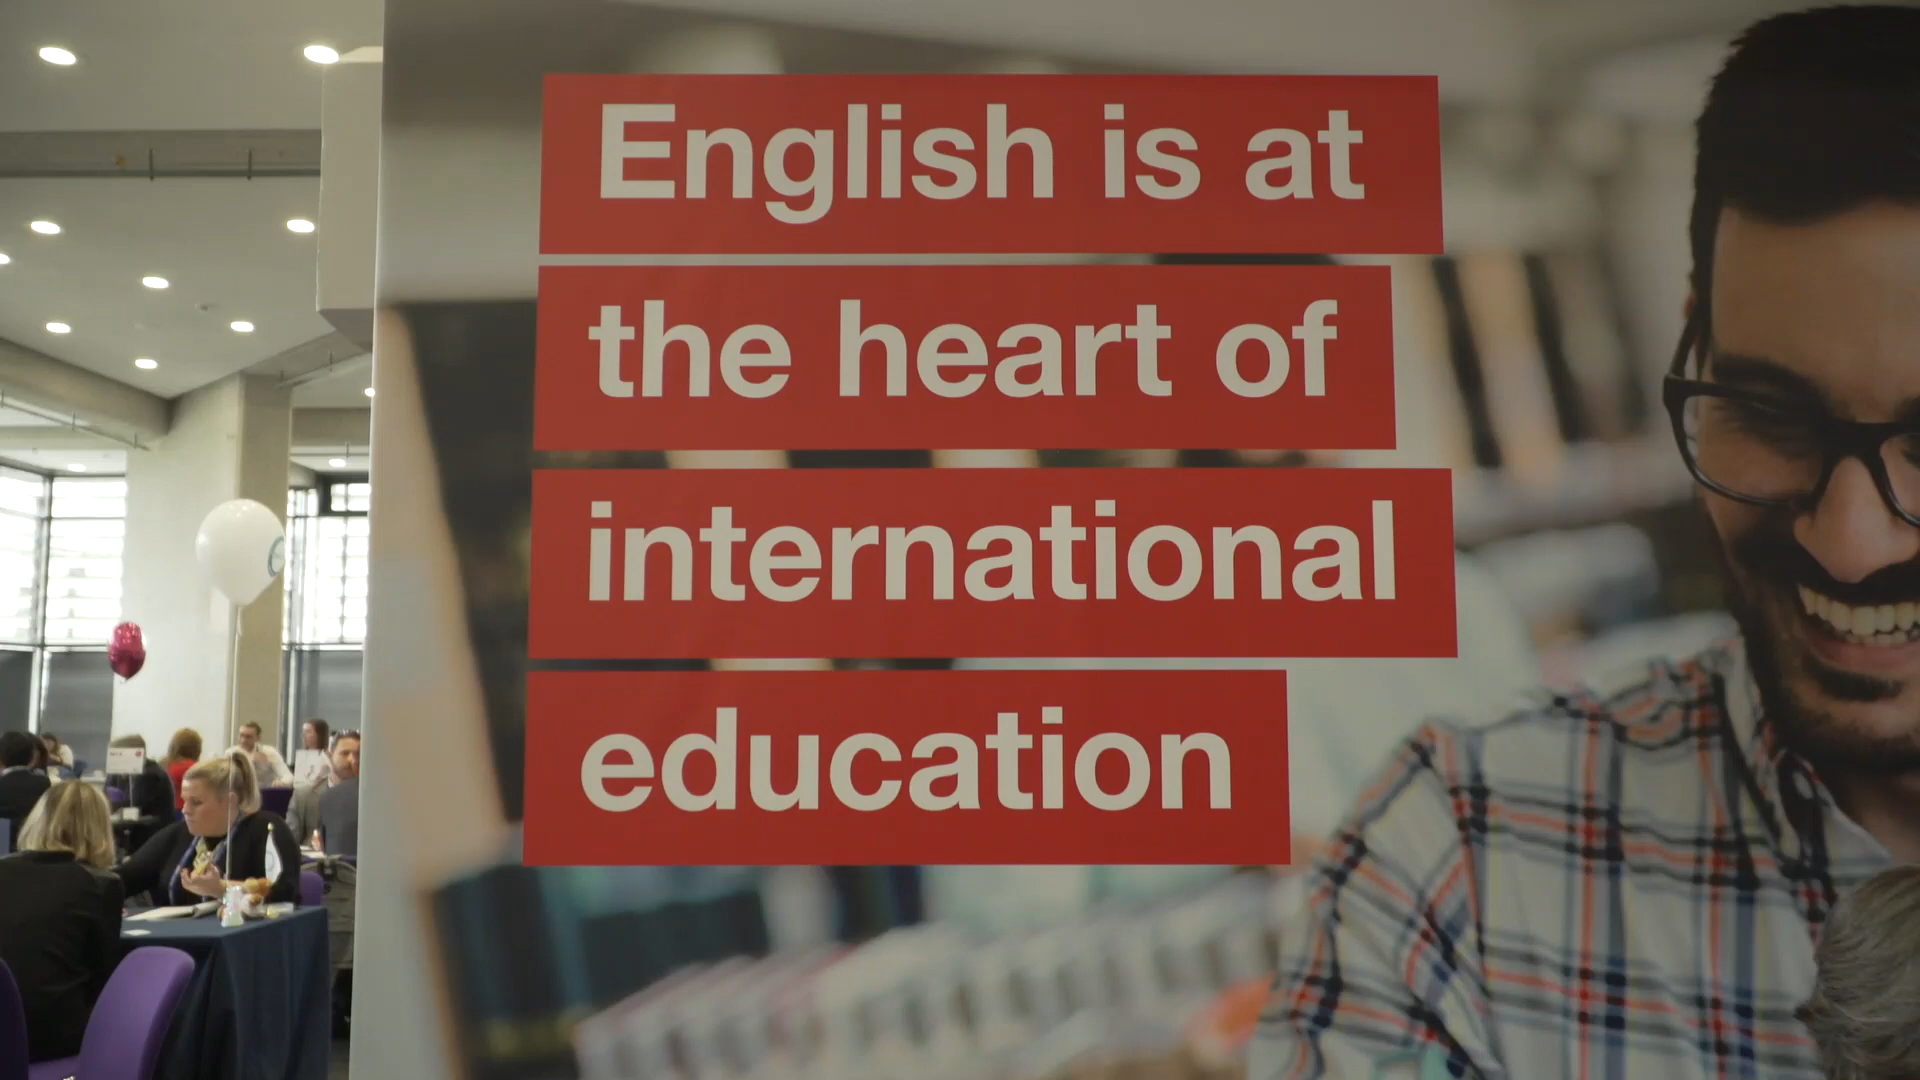 English is at
the heart of
international
education